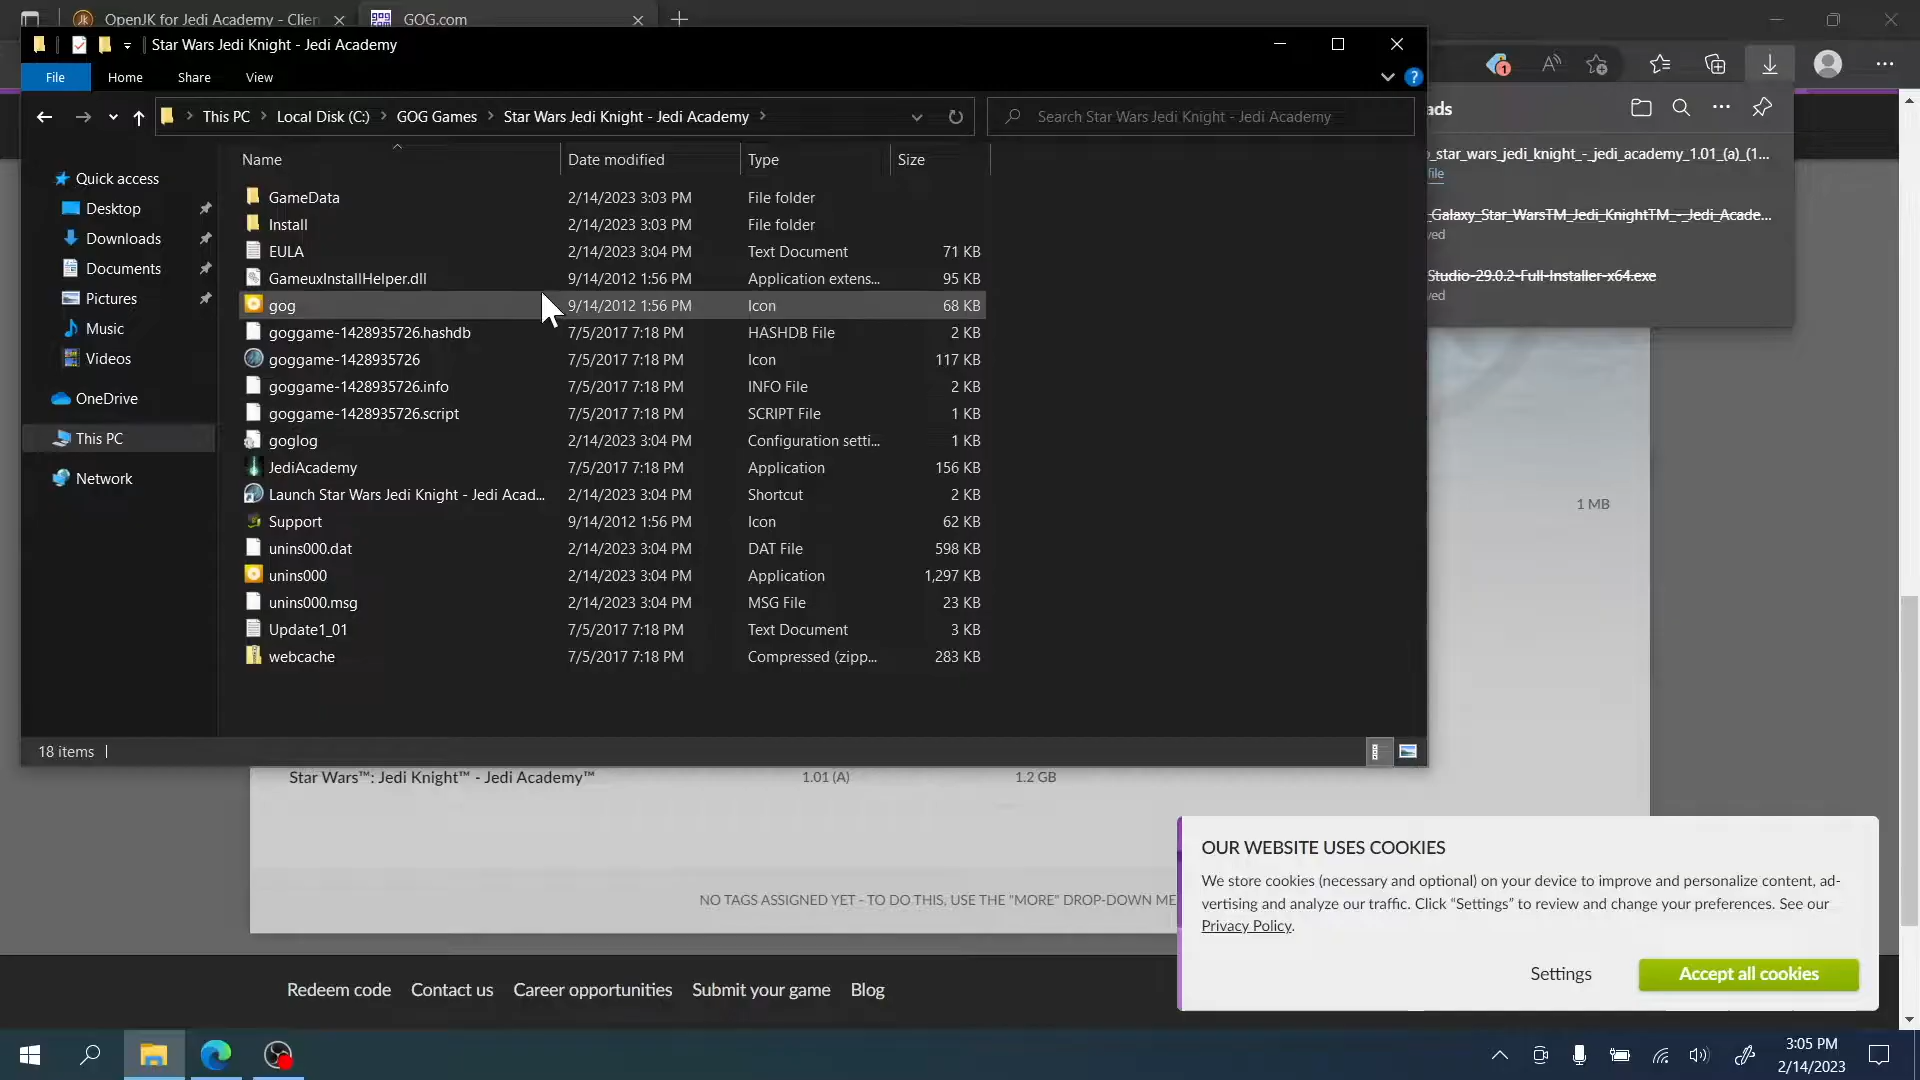 OpenJK for Jedi Academy - Clien
GOG.com
Star Wars Jedi Knight - Jedi Academy
File
Home
Share
View
?
1
This PC
Local Disk (C:)
GOG Games
Star Wars Jedi Knight - Jedi Academy
Search Star Wars Jedi Knight - Jedi Academy
ads
_star_wars_jedi_knight_-_jedi_academy_1.01_(a)_(1...
file
_Galaxy_Star_WarsTM_Jedi_KnightTM_-_Jedi_Acade...
ved
Studio-29.0.2-Full-Installer-x64.exe
ved
Quick access
Desktop
Downloads
Documents
Pictures
Music
Videos
OneDrive
This PC
Network
Name Date modified Type Size
GameData 2/14/2023 3:03 PM File folder
Install 2/14/2023 3:03 PM File folder
EULA 2/14/2023 3:04 PM Text Document 71 KB
GameuxInstallHelper.dll 9/14/2012 1:56 PM Application extens... 95 KB
gog 9/14/2012 1:56 PM Icon 68 KB
goggame-1428935726.hashdb 7/5/2017 7:18 PM HASHDB File 2 KB
goggame-1428935726 7/5/2017 7:18 PM Icon 117 KB
goggame-1428935726.info 7/5/2017 7:18 PM INFO File 2 KB
goggame-1428935726.script 7/5/2017 7:18 PM SCRIPT File 1 KB
goglog 2/14/2023 3:04 PM Configuration setti... 1 KB
JediAcademy 7/5/2017 7:18 PM Application 156 KB
Launch Star Wars Jedi Knight - Jedi Acad... 2/14/2023 3:04 PM Shortcut 2 KB
Support 9/14/2012 1:56 PM Icon 62 KB
unins000.dat 2/14/2023 3:04 PM DAT File 598 KB
unins000 2/14/2023 3:04 PM Application 1,297 KB
unins000.msg 2/14/2023 3:04 PM MSG File 23 KB
Update1_01 7/5/2017 7:18 PM Text Document 3 KB
webcache 7/5/2017 7:18 PM Compressed (zipp... 283 KB
1 MB
18 items
Star Wars™: Jedi Knight™ - Jedi Academy™ 1.01 (A) 1.2 GB
NO TAGS ASSIGNED YET - TO DO THIS, USE THE "MORE" DROP-DOWN ME
OUR WEBSITE USES COOKIES
We store cookies (necessary and optional) on your device to improve and personalize content, ad-
vertising and analyze our traffic. Click “Settings” to review and change your preferences. See our
Privacy Policy.
Settings
Accept all cookies
Redeem code Contact us Career opportunities Submit your game Blog
3:05 PM
2/14/2023